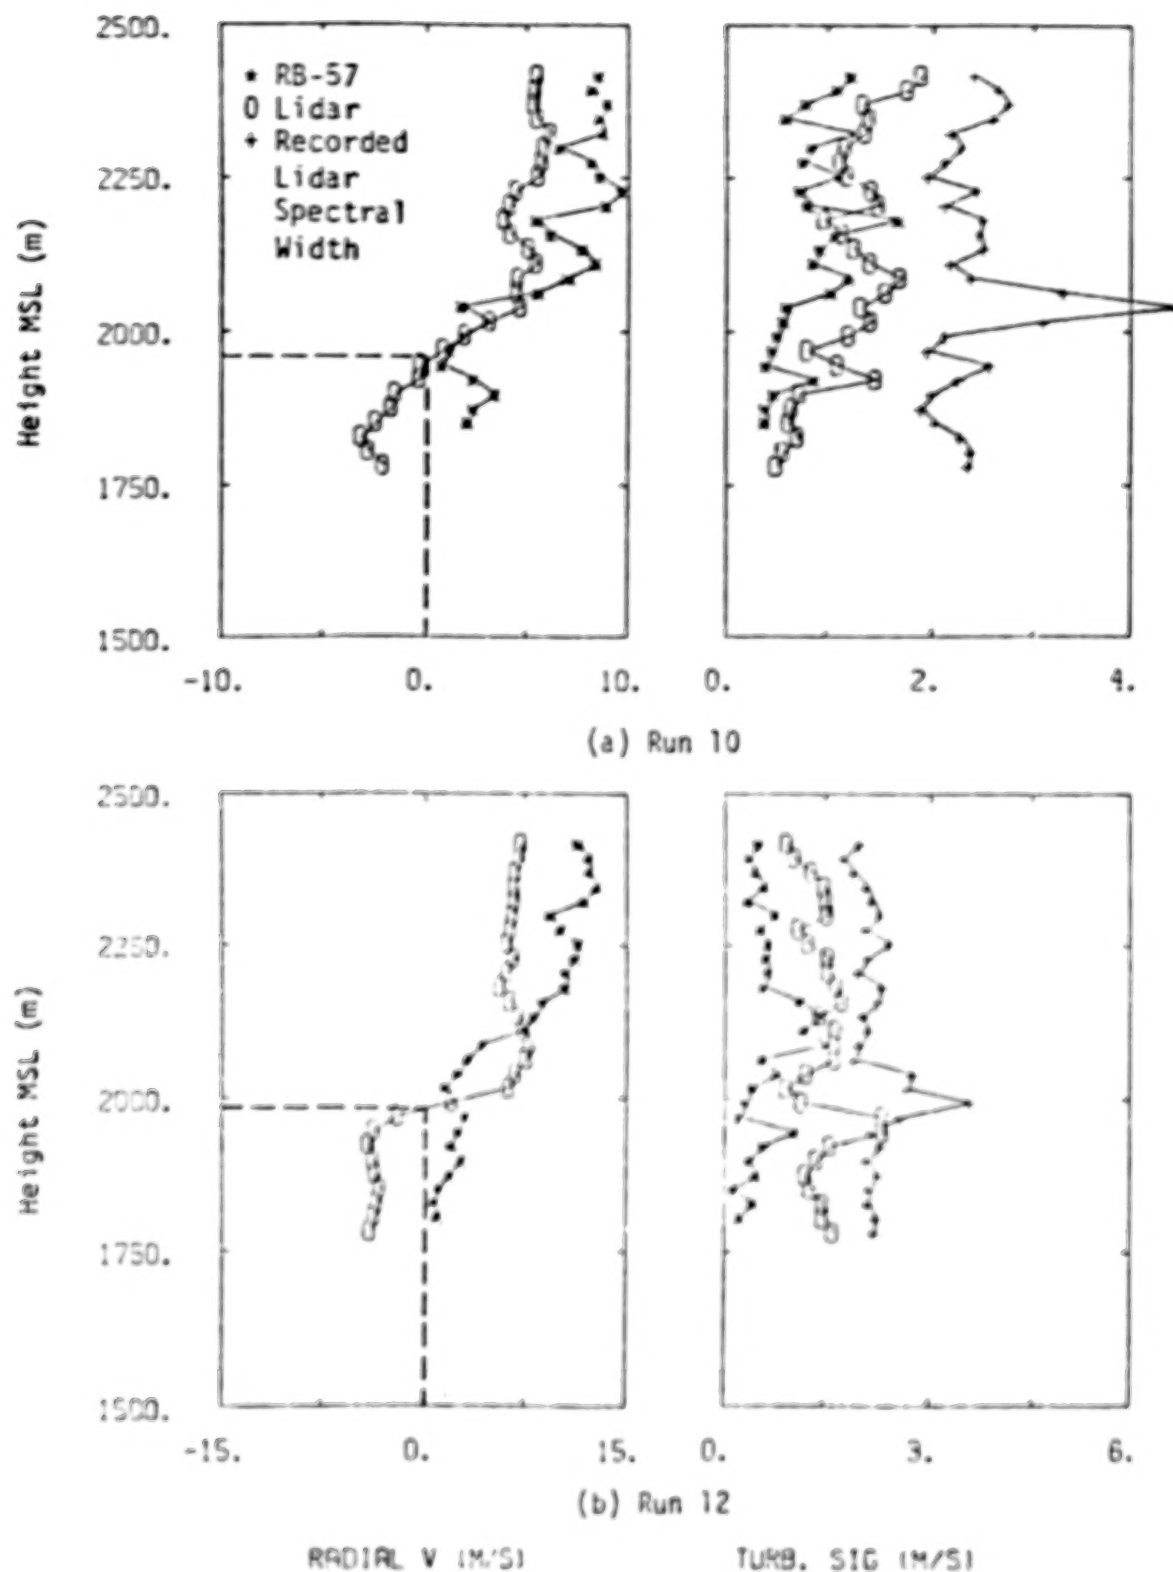 2500.
* RB-57
0 Lidar
+ Recorded
Lidar
Spectral
Width
2250.
2000.
1750.
1500.
Height MSL (m)
-10. 0. 10. 0. 2. 4.
(a) Run 10
2500.
2250.
2000.
1750.
1500.
Height MSL (m)
-15. 0. 15. 0. 3. 6.
(b) Run 12
RADIAL V (M/S) TURB. SIG (M/S)